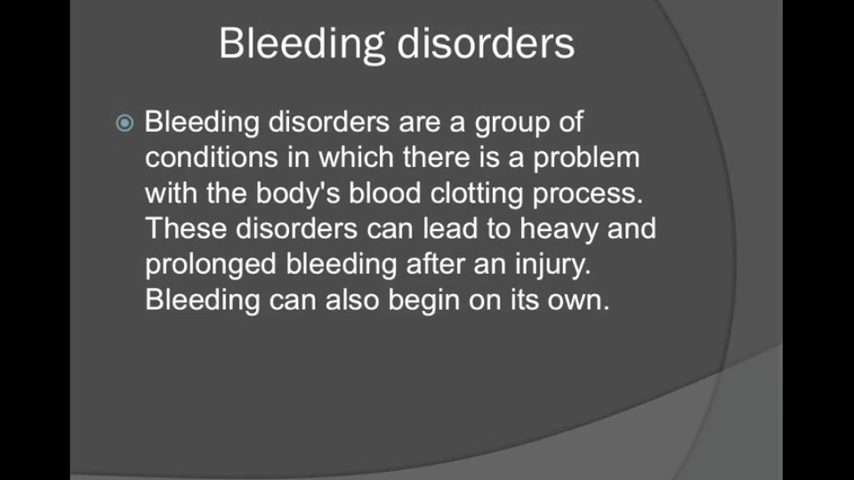 Bleeding disorders
Bleeding disorders are a group of
conditions in which there is a problem
with the body's blood clotting process.
These disorders can lead to heavy and
prolonged bleeding after an injury.
Bleeding can also begin on its own.